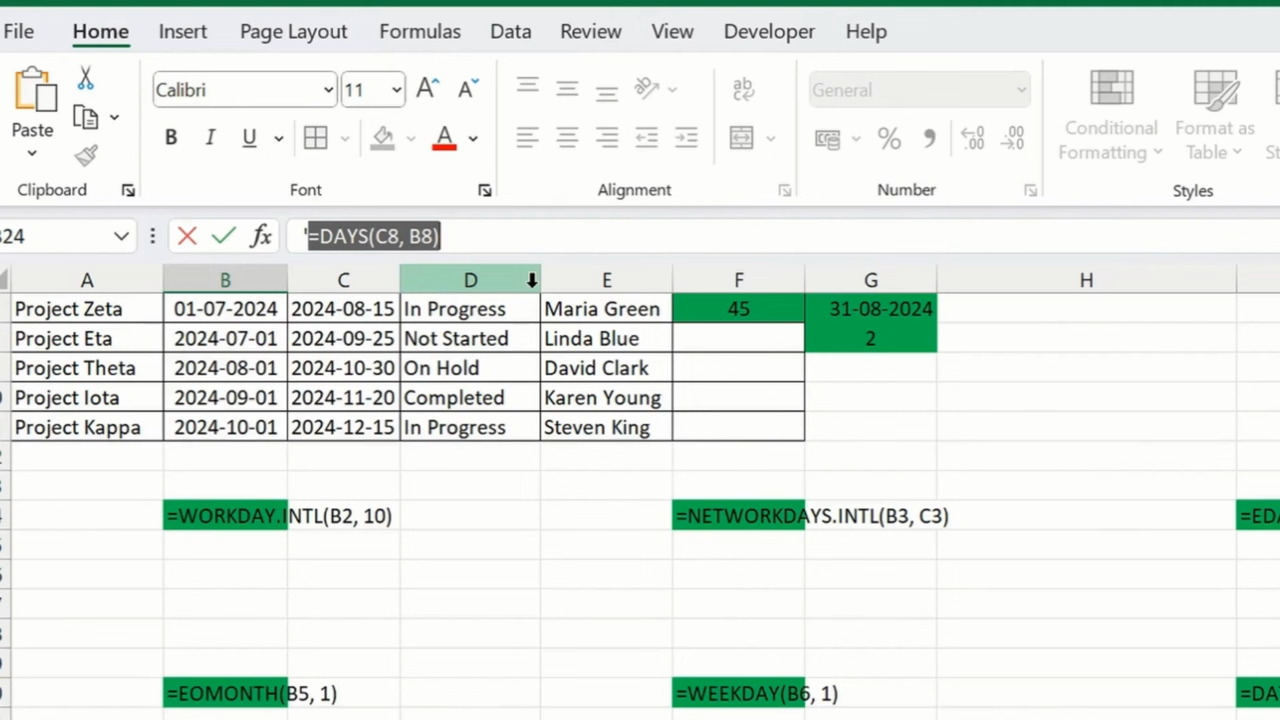 File Home Insert Page Layout Formulas Data Review View Developer Help
Calibri 11 A A ab General
Paste B I U A % , Conditional Formatting Format as Table
Clipboard Font Alignment Number Styles
B24 fx '=DAYS(C8, B8)
A B C D E F G H
Project Zeta 01-07-2024 2024-08-15 In Progress Maria Green 45 31-08-2024
Project Eta 2024-07-01 2024-09-25 Not Started Linda Blue 2
Project Theta 2024-08-01 2024-10-30 On Hold David Clark
Project Iota 2024-09-01 2024-11-20 Completed Karen Young
Project Kappa 2024-10-01 2024-12-15 In Progress Steven King
=WORKDAY.INTL(B2, 10) =NETWORKDAYS.INTL(B3, C3) =EDA
=EOMONTH(B5, 1) =WEEKDAY(B6, 1) =DA